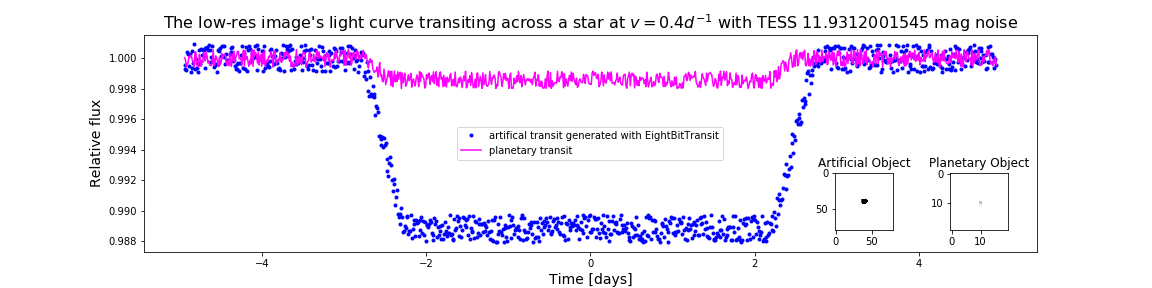 The low-res image's light curve transiting across a star at v = 0.4d⁻¹ with TESS 11.9312001545 mag noise
Relative flux
1.000
0.998
0.996
0.994
0.992
0.990
0.988
artifical transit generated with EightBitTransit
planetary transit
Artificial Object
0
50
0 50
Planetary Object
0
10
0 10
−4 −2 0 2 4
Time [days]